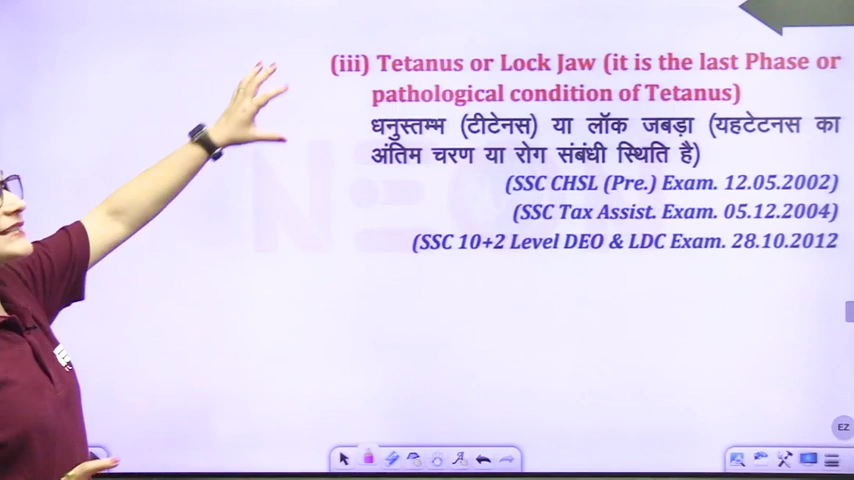 (iii) Tetanus or Lock Jaw (it is the last Phase or
pathological condition of Tetanus)
धनुस्तम्भ (टीटेनस) या लॉक जबड़ा (यहटेटनस का
अंतिम चरण या रोग संबंधी स्थिति है)
(SSC CHSL (Pre.) Exam. 12.05.2002)
(SSC Tax Assist. Exam. 05.12.2004)
(SSC 10+2 Level DEO & LDC Exam. 28.10.2012
EZ